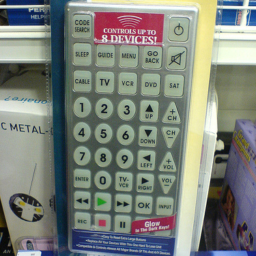 CODE
SEARCH
CONTROLS UP TO
8 DEVICES!
SLEEP GUIDE MENU GO BACK
CABLE TV VCR DVD SAT
1 2 3 UP + CH
4 5 6 DOWN CH −
7 8 9 LEFT + VOL
ENTER 0 TV-VCR RIGHT VOL −
OK INPUT
REC
Glow
In The Dark Keys!
C METAL-